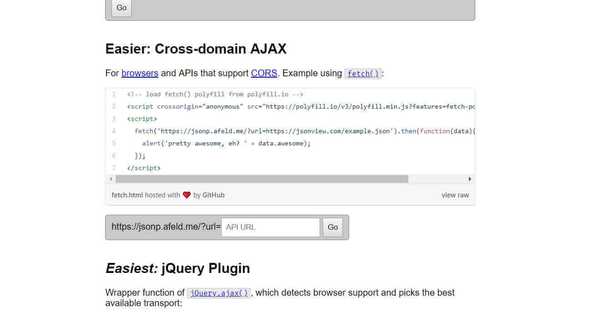 Go
Easier: Cross-domain AJAX
For browsers and APIs that support CORS. Example using fetch():
1 <!-- load fetch() polyfill from polyfill.io -->
2 <script crossorigin="anonymous" src="https://polyfill.io/v3/polyfill.min.js?features=fetch-po
3 <script>
4 fetch('https://jsonp.afeld.me/?url=https://jsonview.com/example.json').then(function(data){
5 alert('pretty awesome, eh? ' + data.awesome);
6 });
7 </script>
fetch.html hosted with ❤ by GitHub view raw
https://jsonp.afeld.me/?url= API URL Go
Easiest: jQuery Plugin
Wrapper function of jQuery.ajax(), which detects browser support and picks the best
available transport: